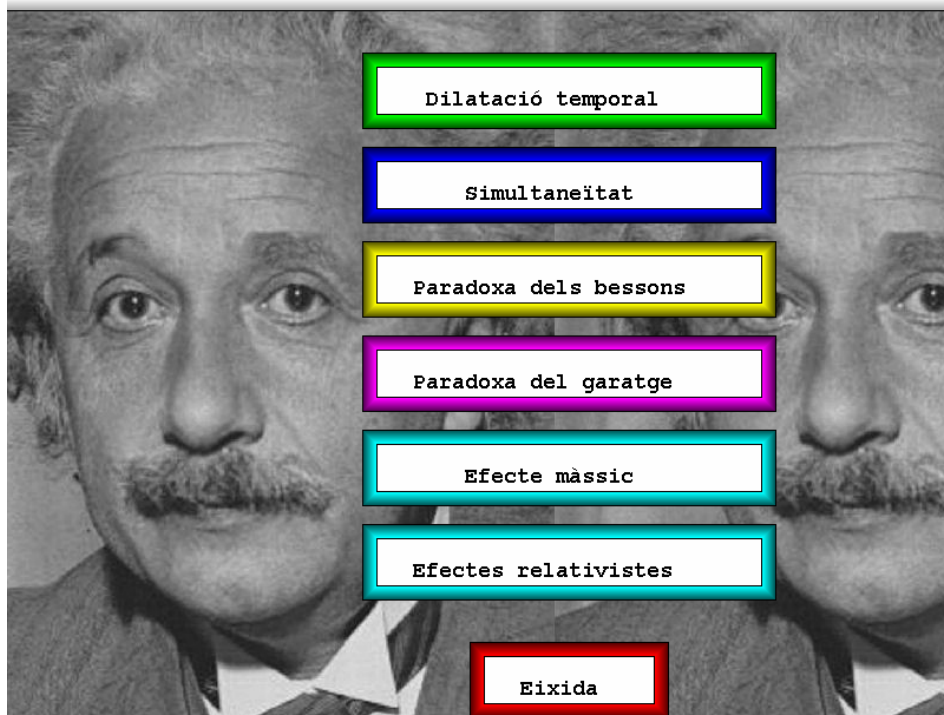 Dilatació temporal
Simultaneïtat
Paradoxa dels bessons
Paradoxa del garatge
Efecte màssic
Efectes relativistes
Eixida